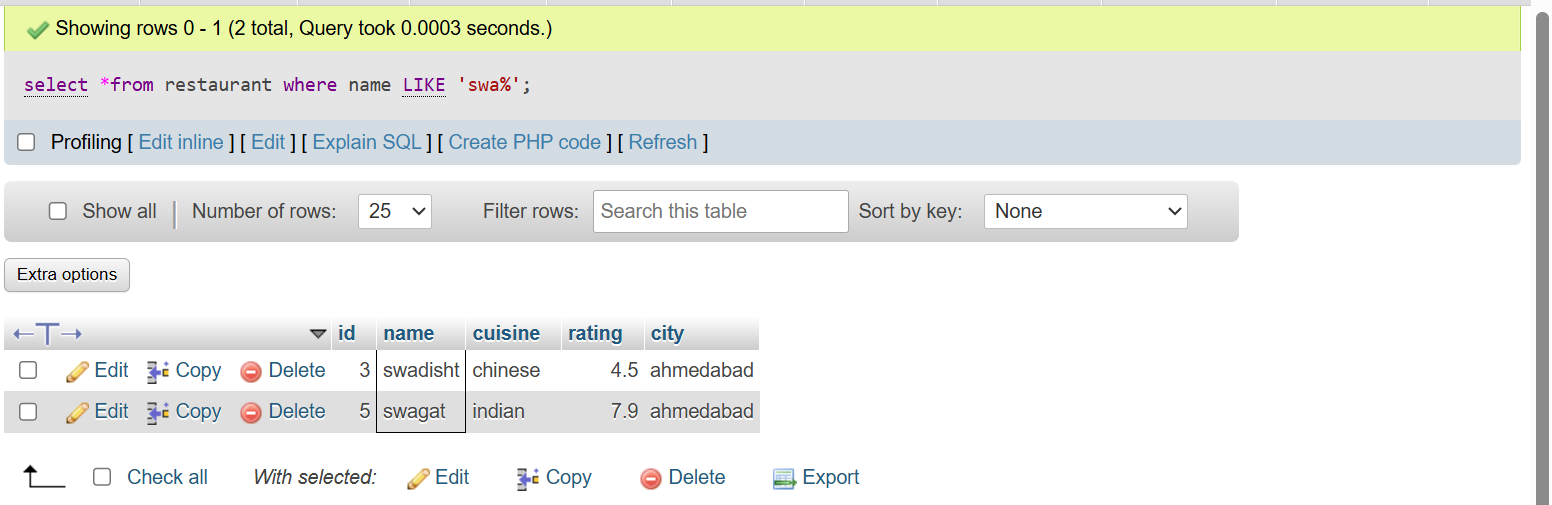 Showing rows 0 - 1 (2 total, Query took 0.0003 seconds.)
select *from restaurant where name LIKE 'swa%';
Profiling [ Edit inline ] [ Edit ] [ Explain SQL ] [ Create PHP code ] [ Refresh ]
Show all | Number of rows: 25 Filter rows: Search this table Sort by key: None
Extra options
←T→ id name cuisine rating city
Edit Copy Delete 3 swadisht chinese 4.5 ahmedabad
Edit Copy Delete 5 swagat indian 7.9 ahmedabad
Check all With selected: Edit Copy Delete Export